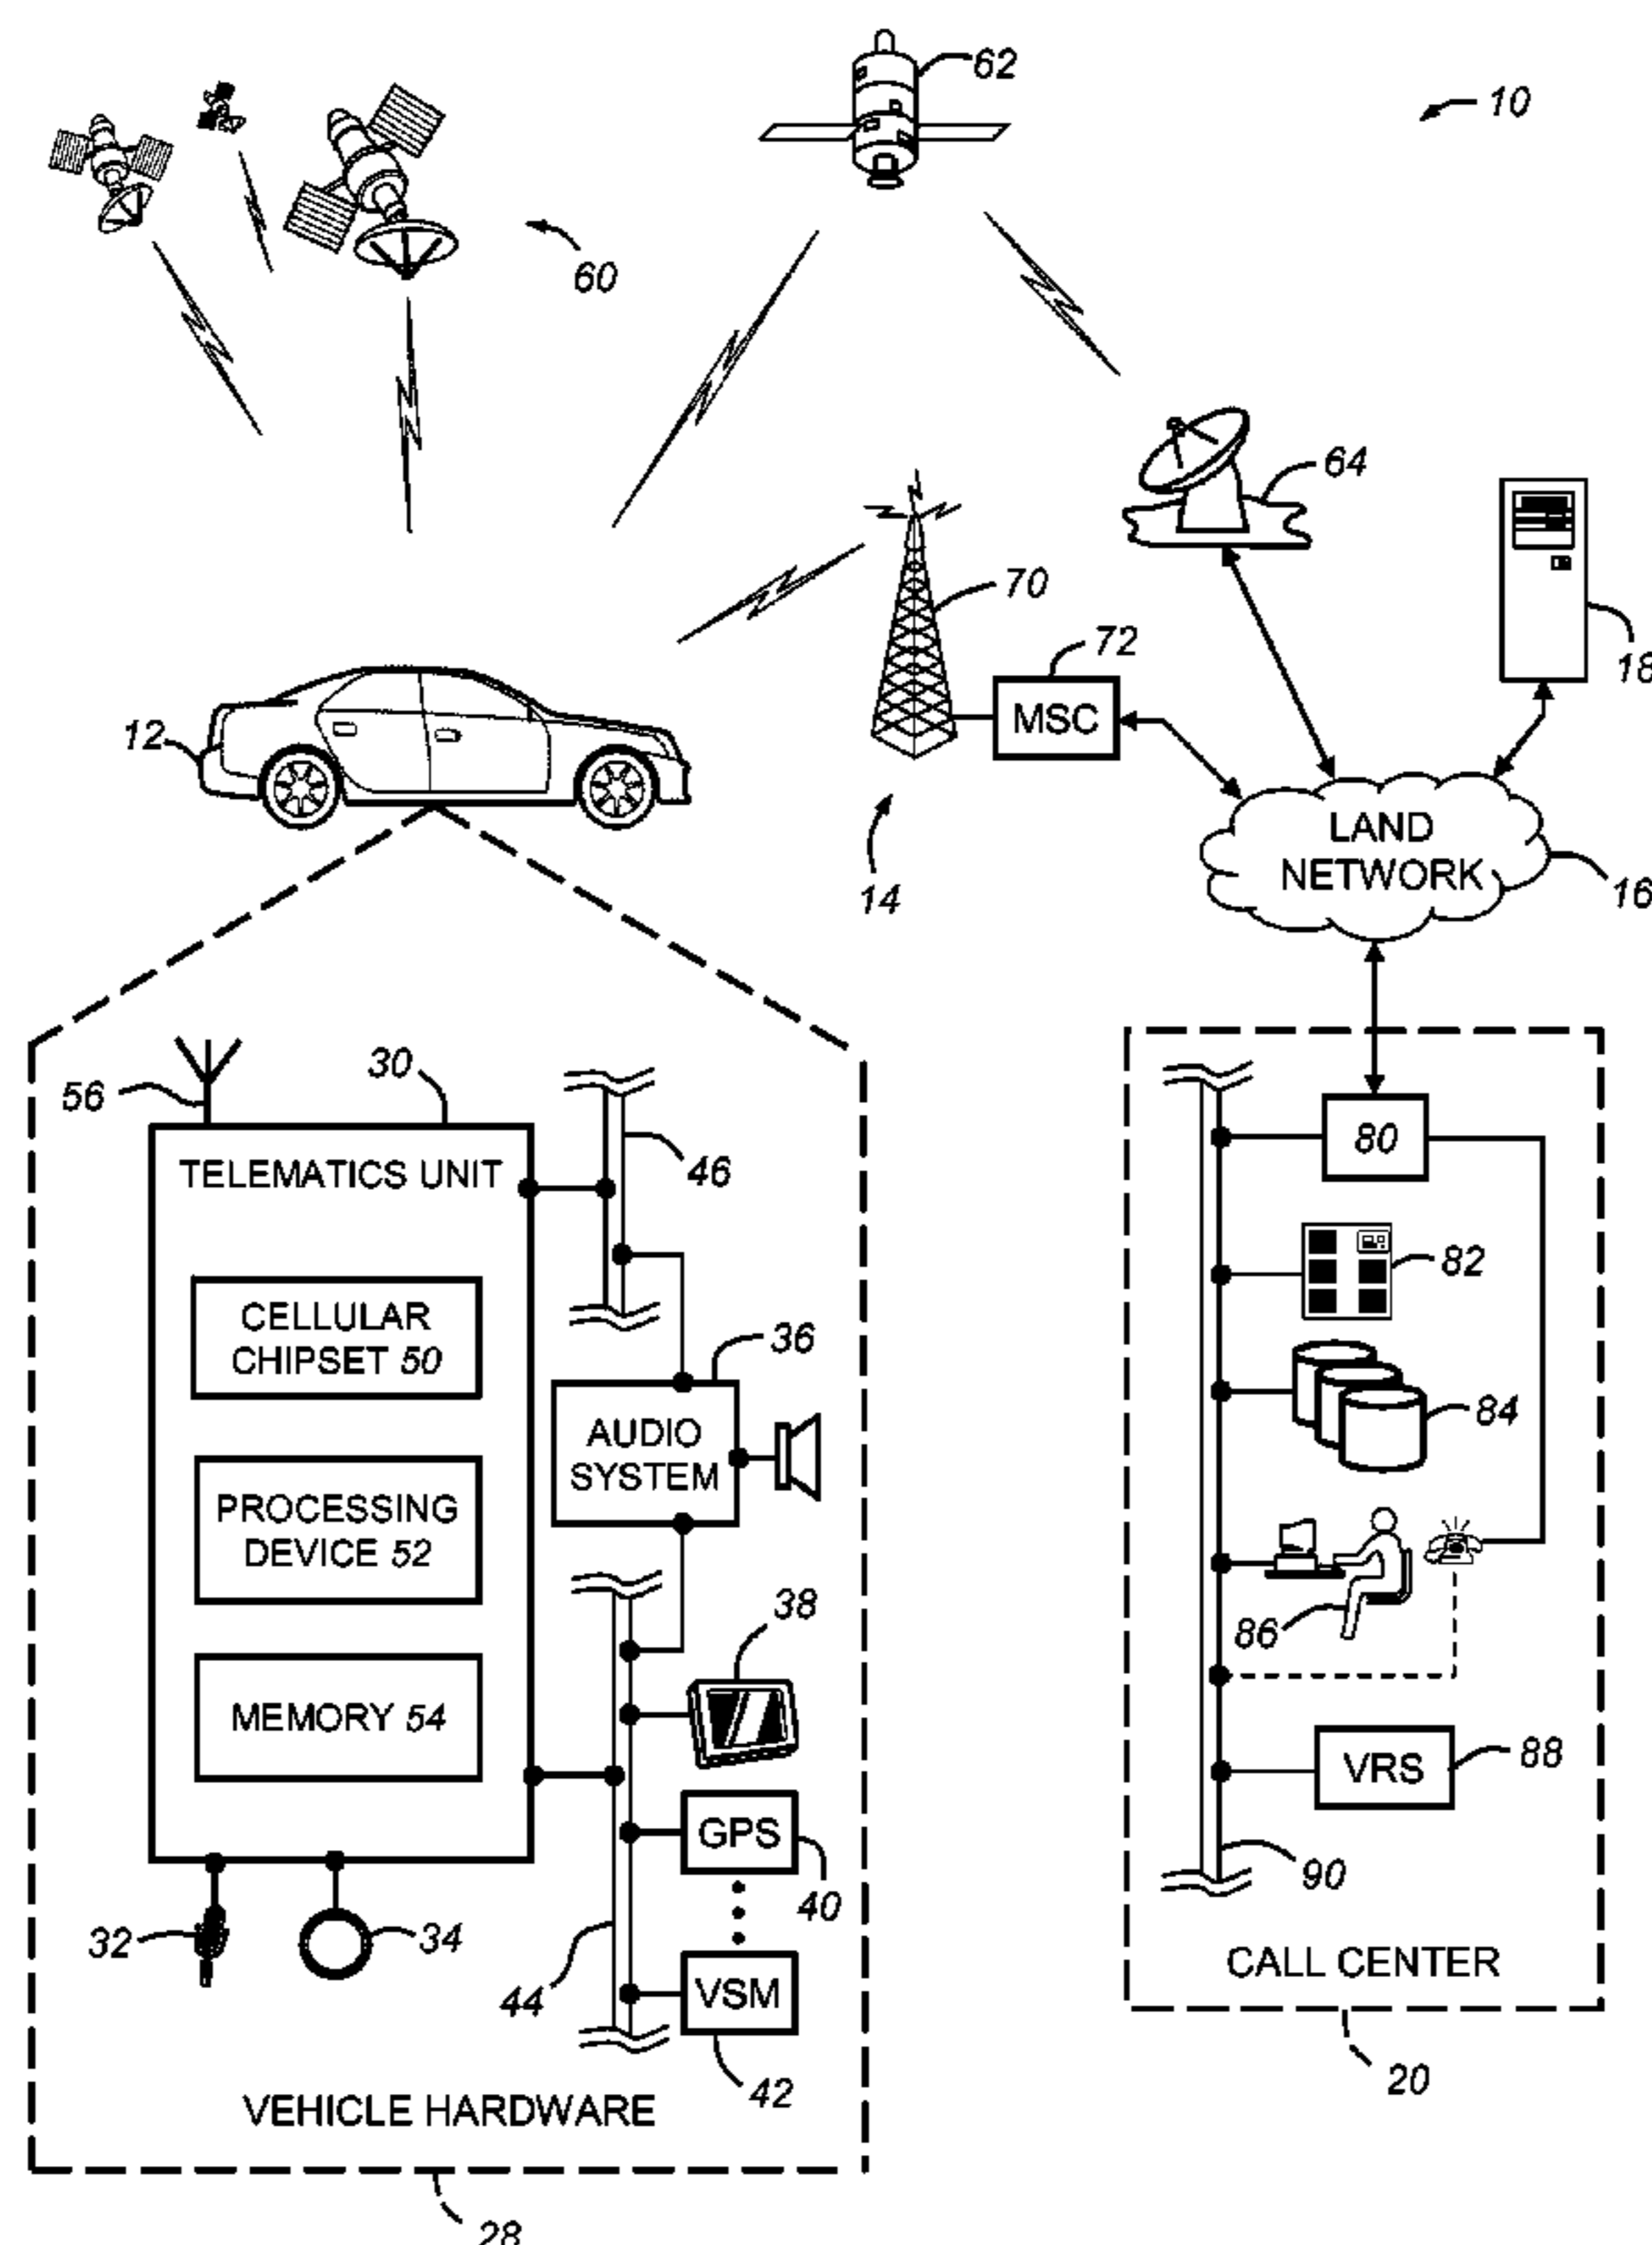 62
10
60
64
70
18
72
MSC
12
LAND
NETWORK
16
14
30
56
TELEMATICS UNIT
46
80
82
CELLULAR
CHIPSET 50
36
AUDIO
SYSTEM
84
PROCESSING
DEVICE 52
38
86
MEMORY 54
VRS
88
GPS
40
90
32
34
44
VSM
42
CALL CENTER
20
VEHICLE HARDWARE
28